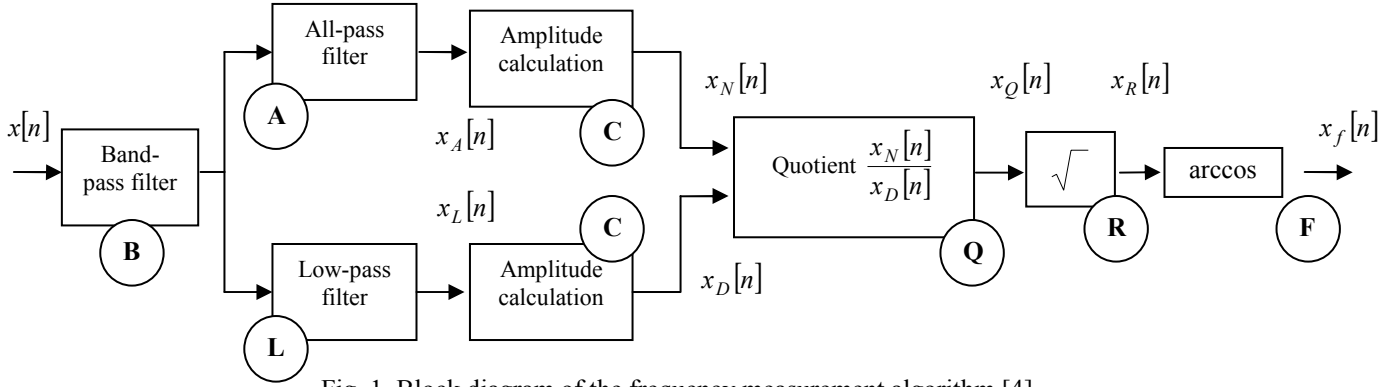 x[n]
Band-
pass filter
B
All-pass
filter
A
Amplitude
calculation
C
x_A[n]
x_L[n]
Low-pass
filter
L
Amplitude
calculation
C
x_N[n]
x_D[n]
Quotient x_N[n]/x_D[n]
Q
x_Q[n]
√
R
x_R[n]
arccos
F
x_f[n]
Fig. 1. Block diagram of the frequency measurement algorithm [4]